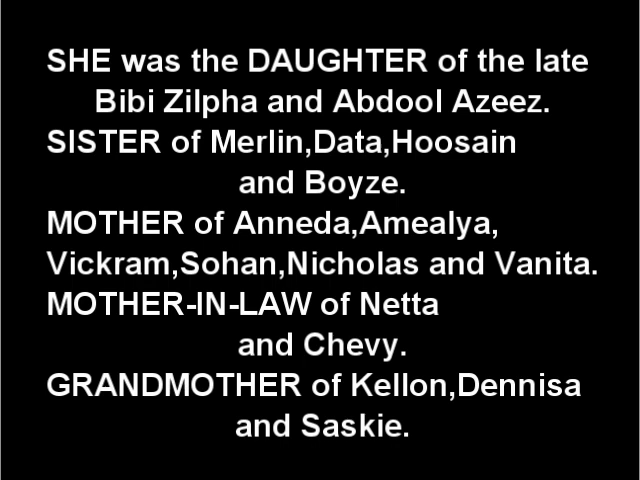 SHE was the DAUGHTER of the late
Bibi Zilpha and Abdool Azeez.
SISTER of Merlin,Data,Hoosain
and Boyze.
MOTHER of Anneda,Amealya,
Vickram,Sohan,Nicholas and Vanita.
MOTHER-IN-LAW of Netta
and Chevy.
GRANDMOTHER of Kellon,Dennisa
and Saskie.